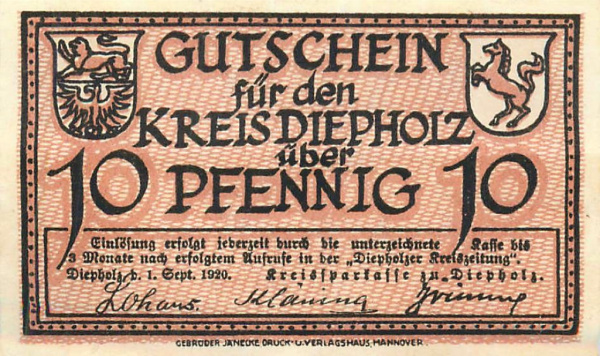 GUTSCHEIN
für den
KREIS DIEPHOLZ
über
10 PFENNIG 10
Einlösung erfolgt jederzeit durch die unterzeichnete Kasse bis
3 Monate nach erfolgtem Aufrufe in der „Diepholzer Kreiszeitung".
Diepholz, d. 1. Sept. 1920. Kreissparkasse zu Diepholz.
GEBRÜDER JÄNECKE DRUCK- U. VERLAGSHAUS, HANNOVER.